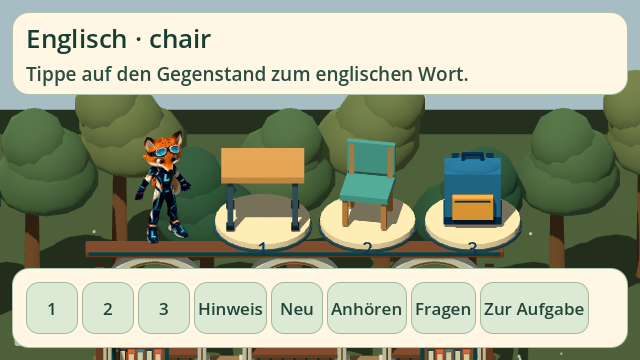 Englisch · chair
Tippe auf den Gegenstand zum englischen Wort.
1 2 3
1 2 3 Hinweis Neu Anhören Fragen Zur Aufgabe